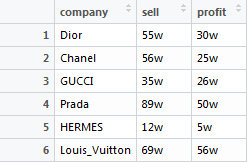 company sell profit
1 Dior 55w 30w
2 Chanel 56w 25w
3 GUCCI 35w 26w
4 Prada 89w 50w
5 HERMES 12w 5w
6 Louis_Vuitton 69w 56w